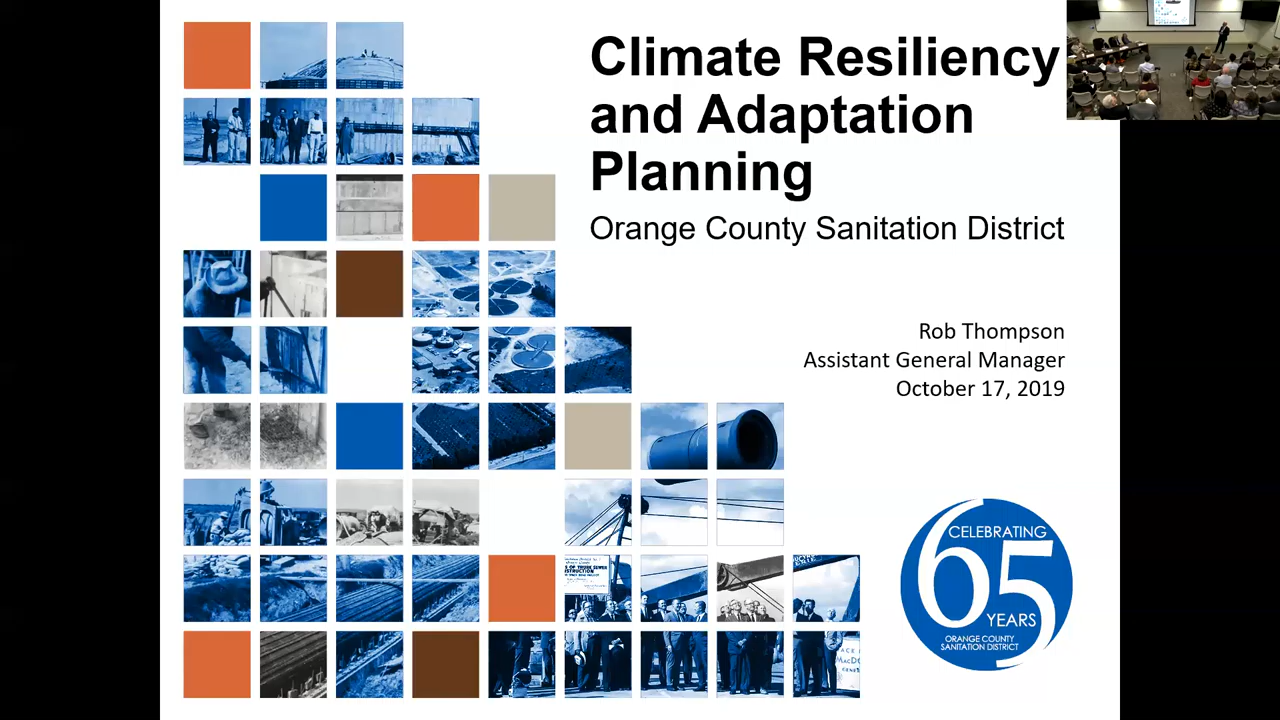 Climate Resiliency
and Adaptation
Planning
Orange County Sanitation District
Rob Thompson
Assistant General Manager
October 17, 2019
CELEBRATING
65
YEARS
ORANGE COUNTY
SANITATION DISTRICT